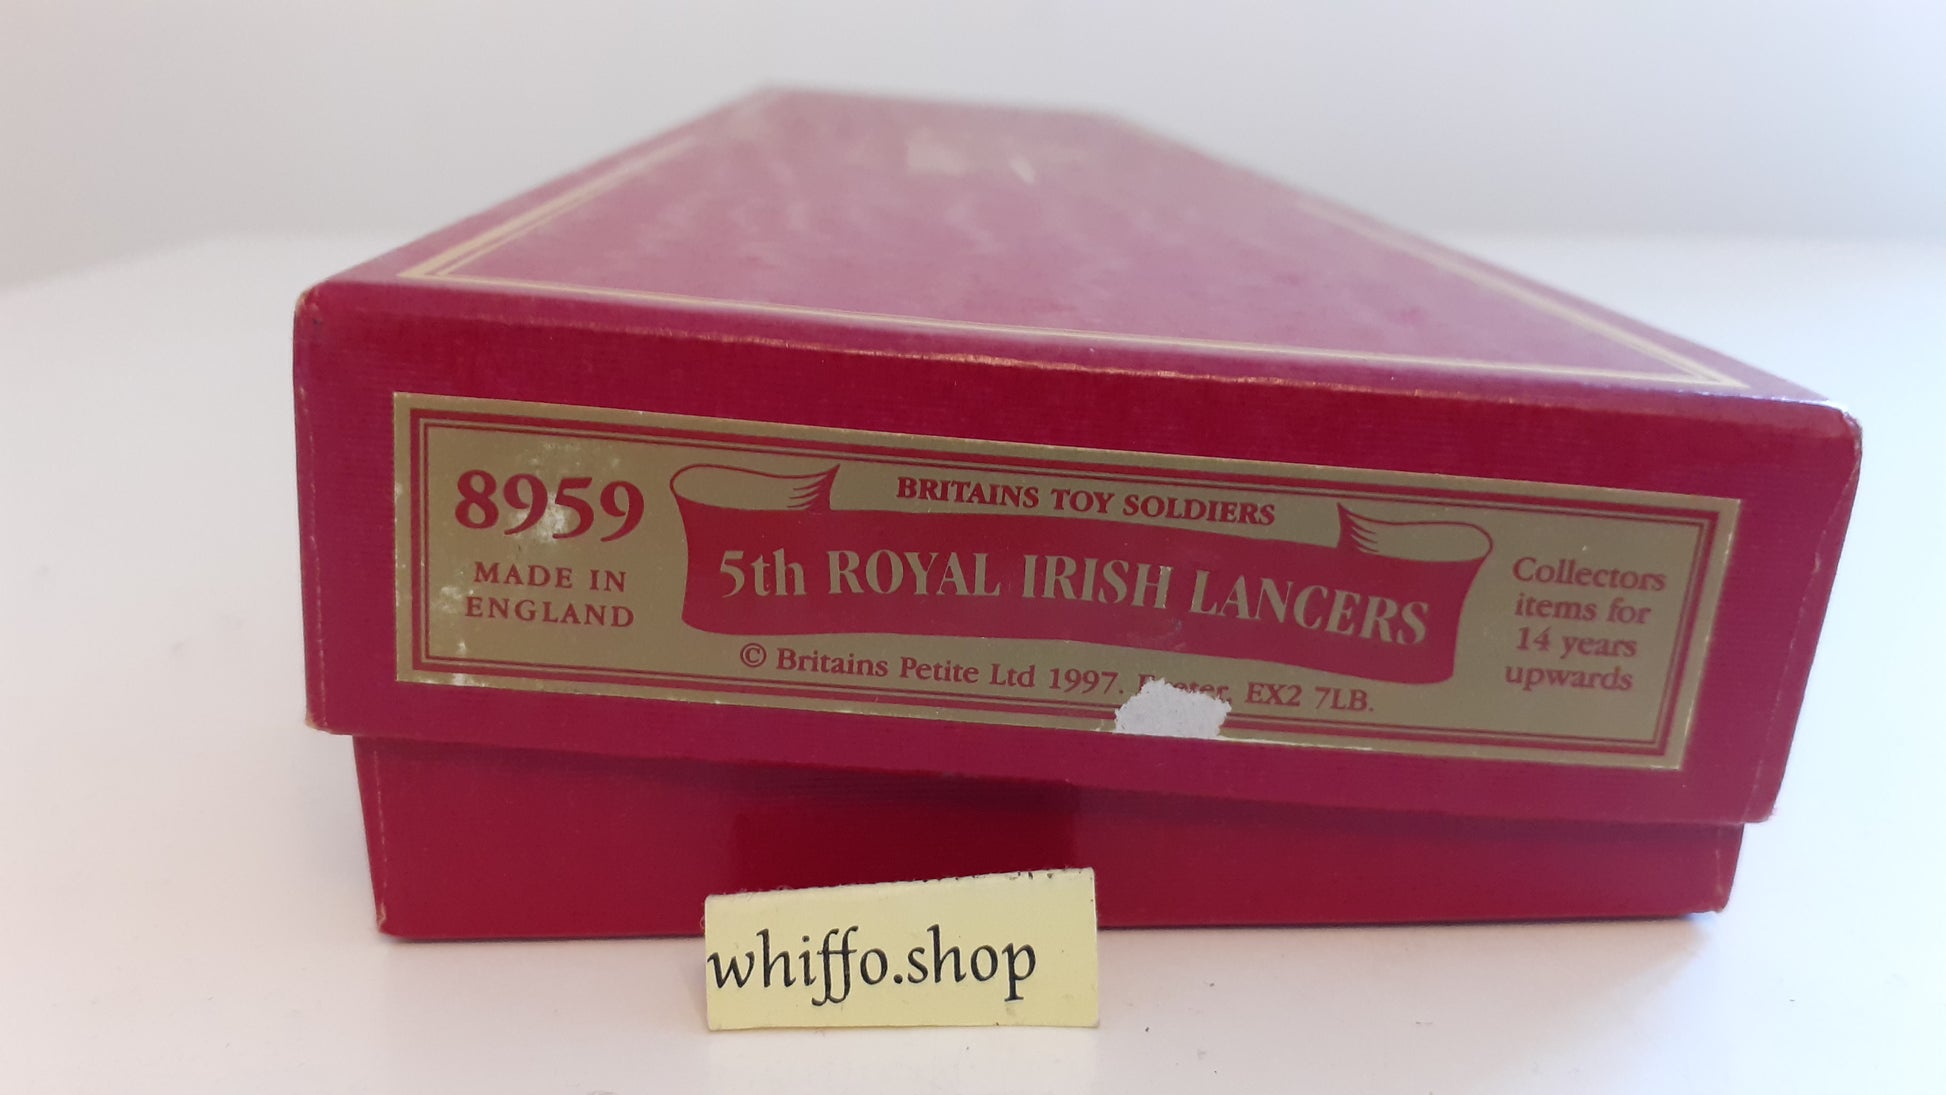 8959
MADE IN
ENGLAND
BRITAINS TOY SOLDIERS
5th ROYAL IRISH LANCERS
© Britains Petite Ltd 1997. Exeter, EX2 7LB.
Collectors
items for
14 years
upwards
whiffo.shop